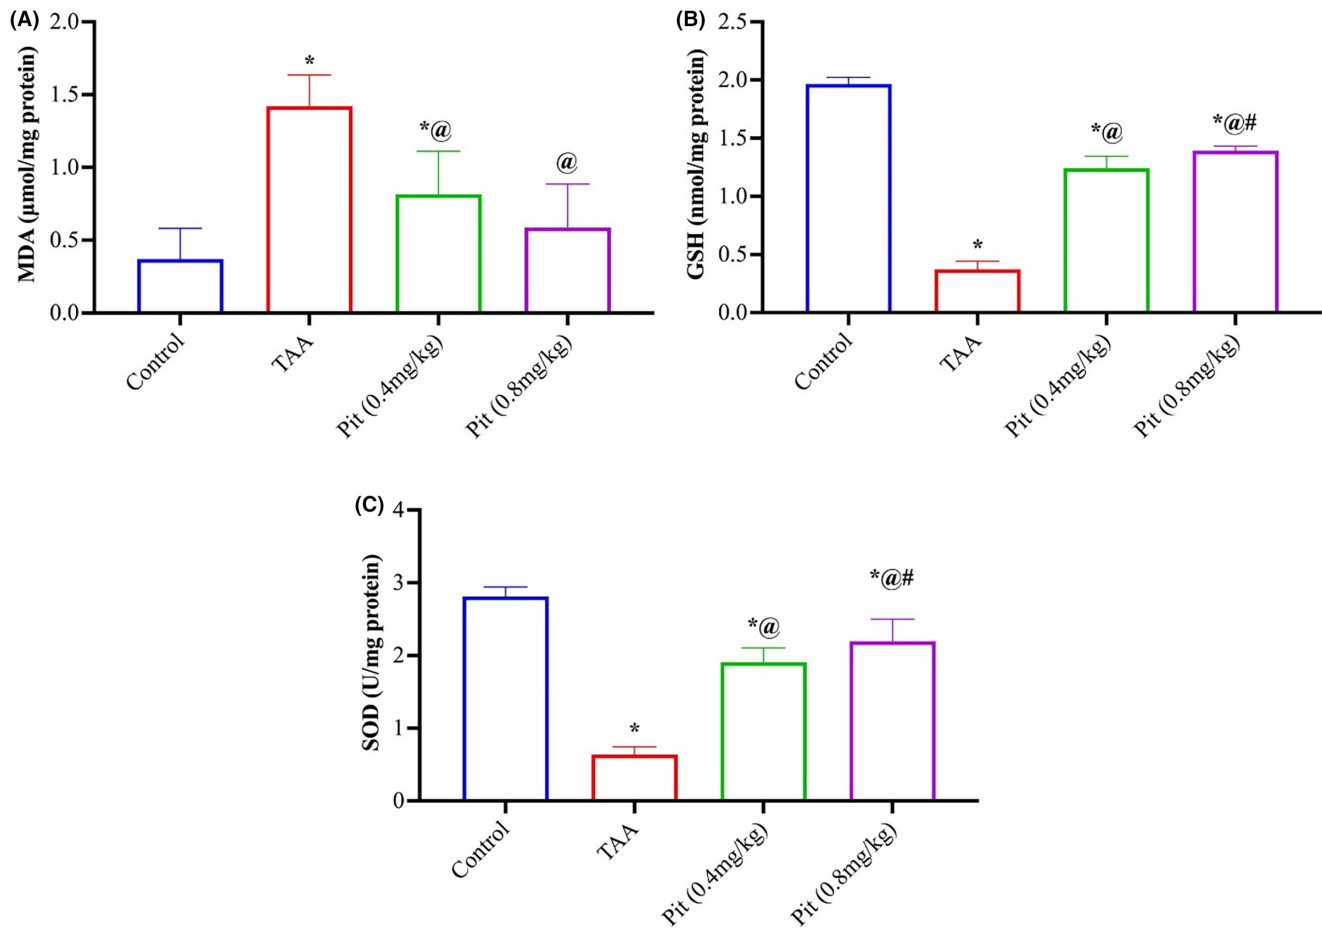 (A)
MDA (µmol/mg protein)
2.0
1.5
1.0
0.5
0.0
*
*@
@
Control
TAA
Pit (0.4mg/kg)
Pit (0.8mg/kg)
(B)
GSH (nmol/mg protein)
2.5
2.0
1.5
1.0
0.5
0.0
*
*@
*@#
Control
TAA
Pit (0.4mg/kg)
Pit (0.8mg/kg)
(C)
SOD (U/mg protein)
4
3
2
1
0
*
*@
*@#
Control
TAA
Pit (0.4mg/kg)
Pit (0.8mg/kg)